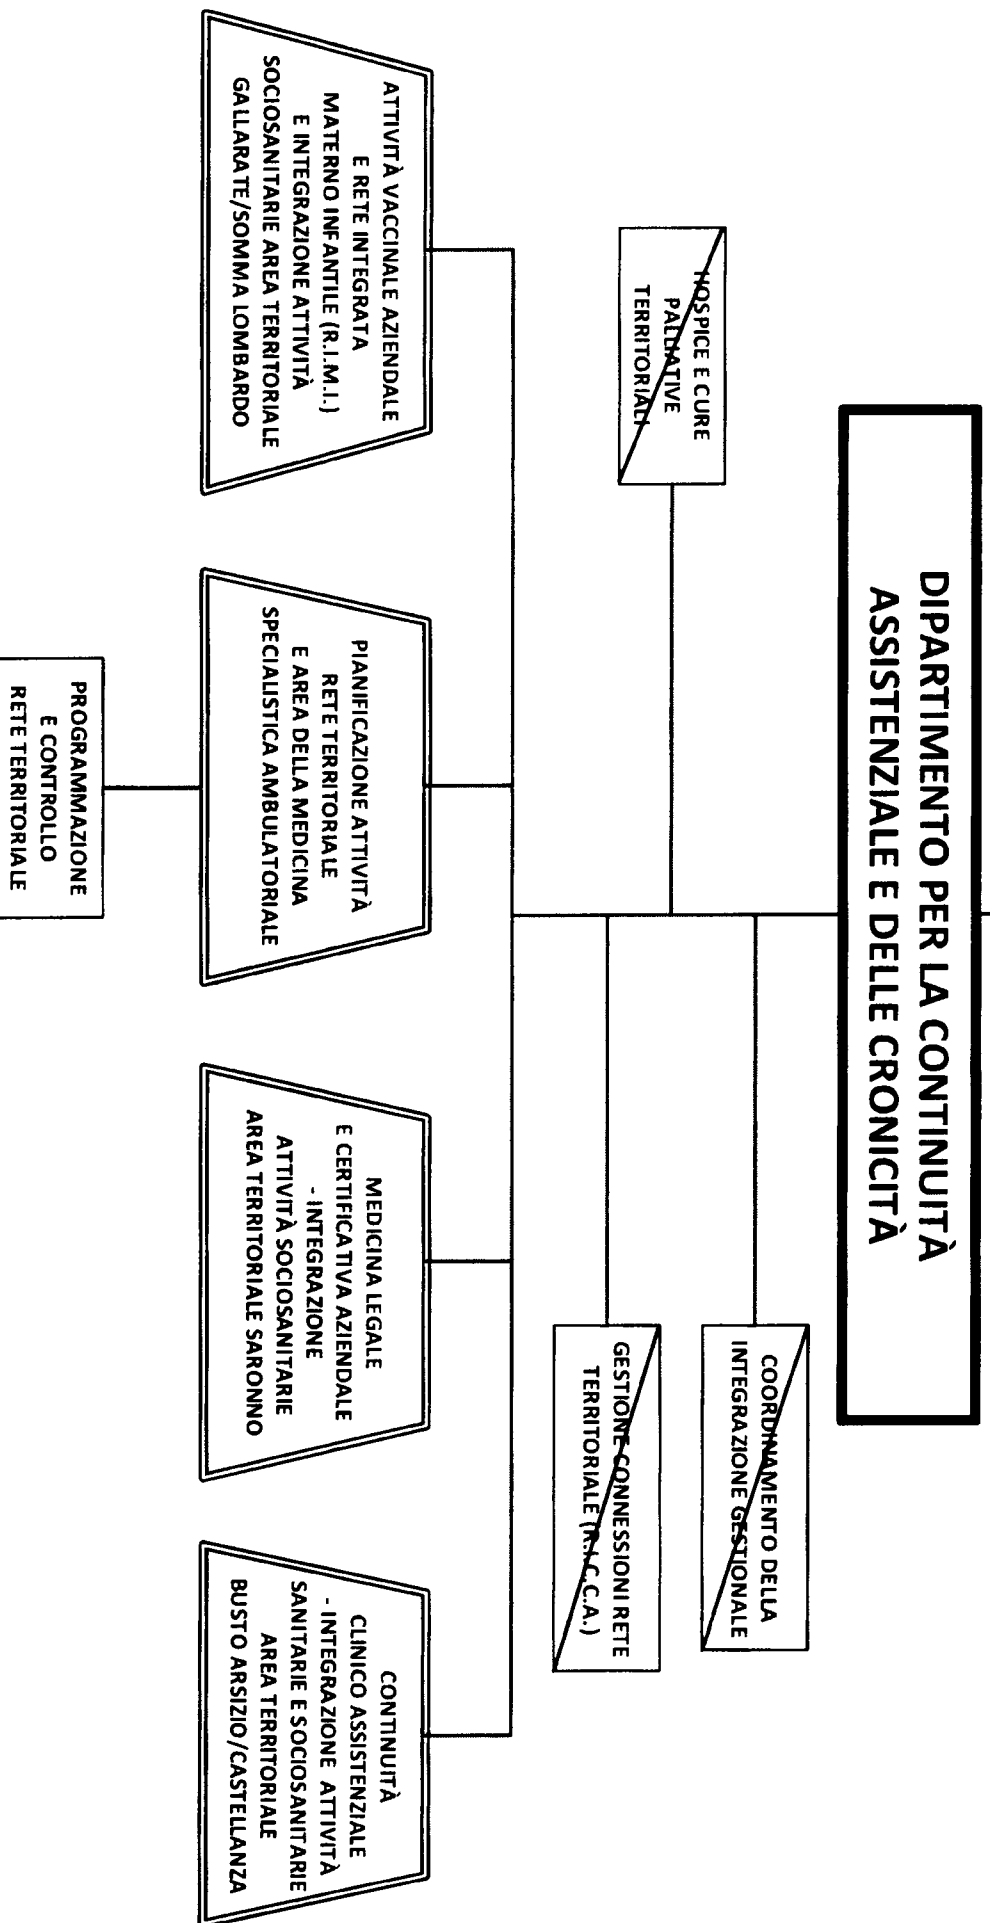 DIPARTIMENTO PER LA CONTINUITÀ
ASSISTENZIALE E DELLE CRONICITÀ
COORDINAMENTO DELLA
INTEGRAZIONE GESTIONALE
HOSPICE E CURE
PALLIATIVE
TERRITORIALI
GESTIONE CONNESSIONI RETE
TERRITORIALE (R.I.C.C.A.)
ATTIVITÀ VACCINALE AZIENDALE
E RETE INTEGRATA
MATERNO INFANTILE (R.I.M.I.)
E INTEGRAZIONE ATTIVITÀ
SOCIOSANITARIE AREA TERRITORIALE
GALLARATE/SOMMA LOMBARDO
PIANIFICAZIONE ATTIVITÀ
RETE TERRITORIALE
E AREA DELLA MEDICINA
SPECIALISTICA AMBULATORIALE
MEDICINA LEGALE
E CERTIFICATIVA AZIENDALE
- INTEGRAZIONE
ATTIVITÀ SOCIOSANITARIE
AREA TERRITORIALE SARONNO
CONTINUITÀ
CLINICO ASSISTENZIALE
- INTEGRAZIONE ATTIVITÀ
SANITARIE E SOCIOSANITARIE
AREA TERRITORIALE
BUSTO ARSIZIO/CASTELLANZA
PROGRAMMAZIONE
E CONTROLLO
RETE TERRITORIALE